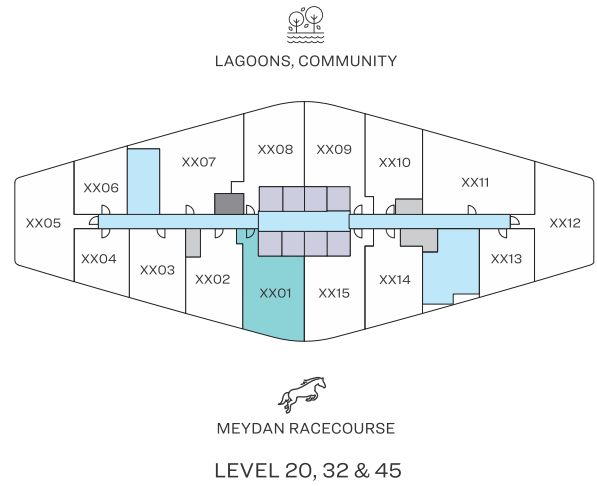 LAGOONS, COMMUNITY
XX08
XX09
XX07
XX10
XX06
XX11
XX05
XX12
XX04
XX03
XX02
XX01
XX15
XX14
XX13
MEYDAN RACECOURSE
LEVEL 20, 32 & 45